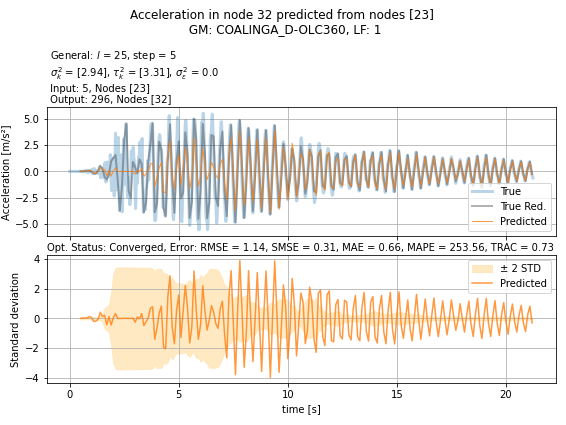 Acceleration in node 32 predicted from nodes [23]
GM: COALINGA_D-OLC360, LF: 1
General: l = 25, step = 5
σ²ₖ = [2.94], τ²ₖ = [3.31], σ²ε = 0.0
Input: 5, Nodes [23]
Output: 296, Nodes [32]
Acceleration [m/s²]
5.0
2.5
0.0
−2.5
−5.0
True
True Red.
Predicted
Opt. Status: Converged, Error: RMSE = 1.14, SMSE = 0.31, MAE = 0.66, MAPE = 253.56, TRAC = 0.73
Standard deviation
4
2
0
−2
−4
± 2 STD
Predicted
0
5
10
15
20
time [s]